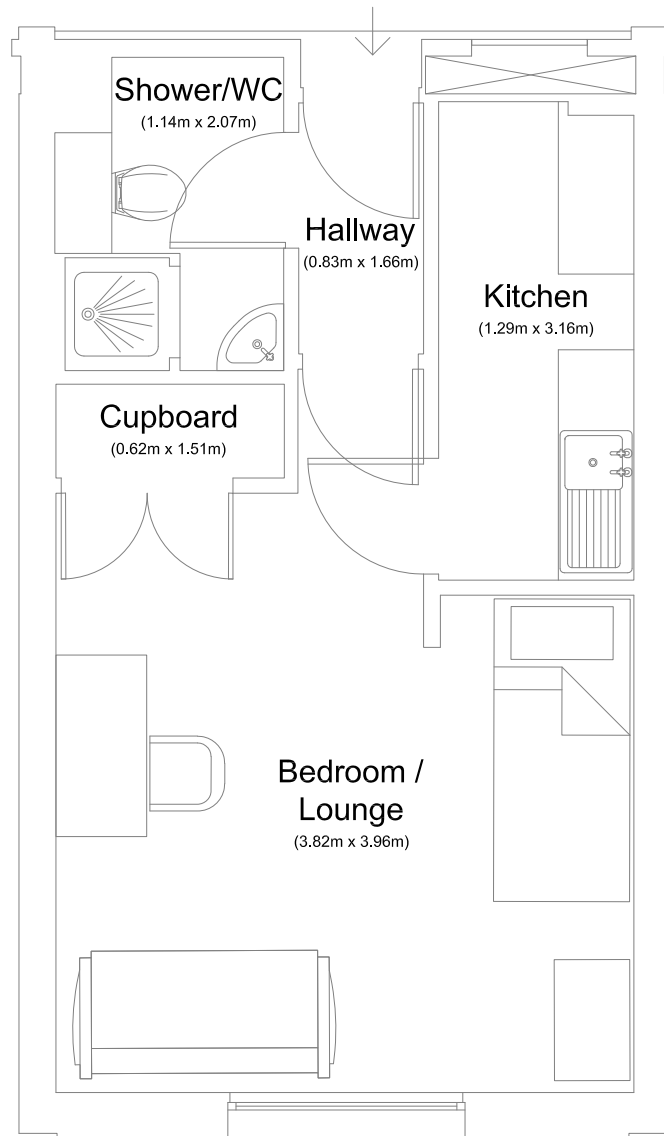 Shower/WC
(1.14m x 2.07m)
Hallway
(0.83m x 1.66m)
Kitchen
(1.29m x 3.16m)
Cupboard
(0.62m x 1.51m)
Bedroom /
Lounge
(3.82m x 3.96m)